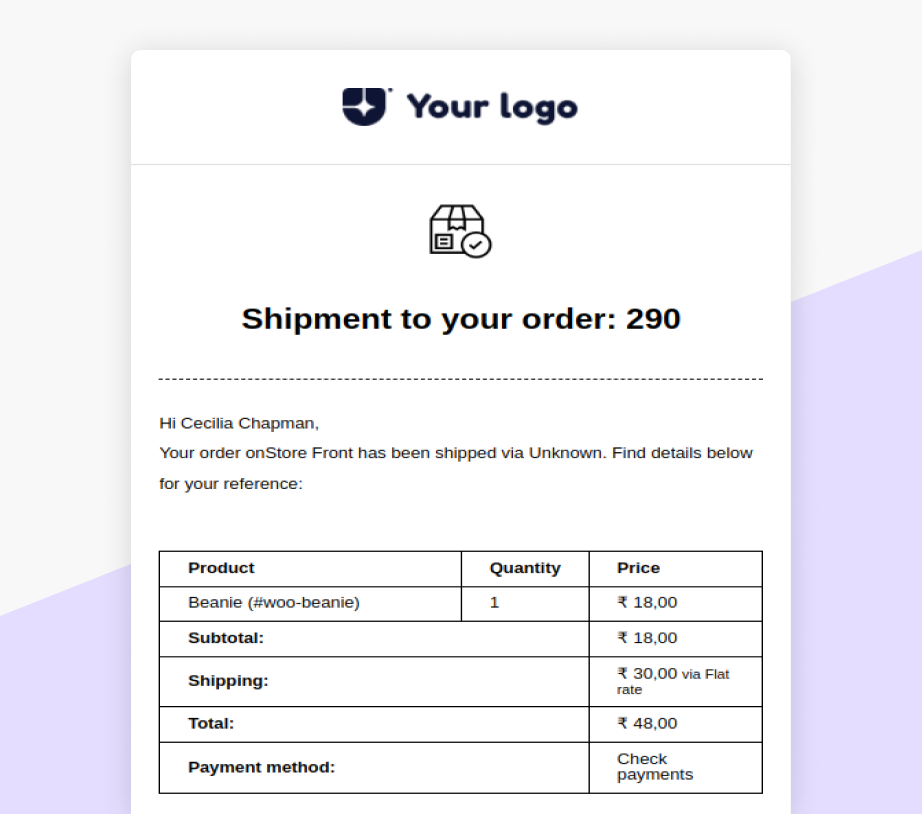 Your logo
Shipment to your order: 290
Hi Cecilia Chapman,
Your order onStore Front has been shipped via Unknown. Find details below
for your reference:
Product Quantity Price
Beanie (#woo-beanie) 1 ₹ 18,00
Subtotal: ₹ 18,00
Shipping: ₹ 30,00 via Flat
rate
Total: ₹ 48,00
Payment method: Check
payments